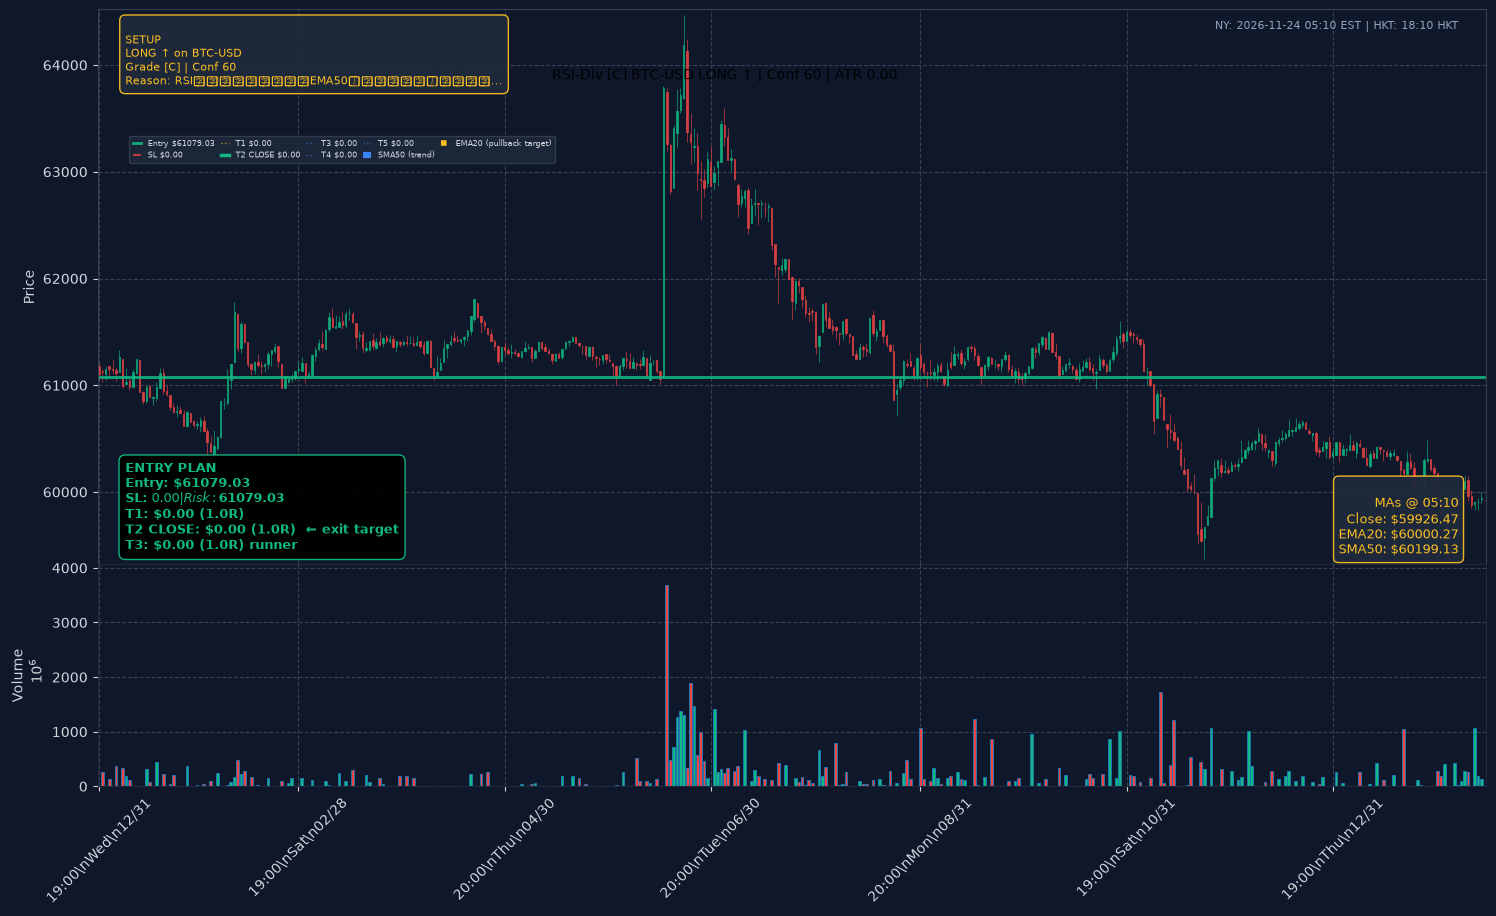 NY: 2026-11-24 05:10 EST | HKT: 18:10 HKT
SETUP
LONG ↑ on BTC-USD
Grade [C] | Conf 60
Reason: RSI EMA50 ...
RSI-Div [C] BTC-USD LONG ↑ | Conf 60 | ATR 0.00
Entry $61079.03 T1 $0.00 T3 $0.00 T5 $0.00 EMA20 (pullback target)
SL $0.00 T2 CLOSE $0.00 T4 $0.00 SMA50 (trend)
Price
64000
63000
62000
61000
60000
ENTRY PLAN
Entry: $61079.03
SL: 0.00|Risk:61079.03
T1: $0.00 (1.0R)
T2 CLOSE: $0.00 (1.0R) ← exit target
T3: $0.00 (1.0R) runner
MAs @ 05:10
Close: $59926.47
EMA20: $60000.27
SMA50: $60199.13
Volume
10⁶
4000
3000
2000
1000
0
19:00\nWed\n12/31
19:00\nSat\n02/28
20:00\nThu\n04/30
20:00\nTue\n06/30
20:00\nMon\n08/31
19:00\nSat\n10/31
19:00\nThu\n12/31